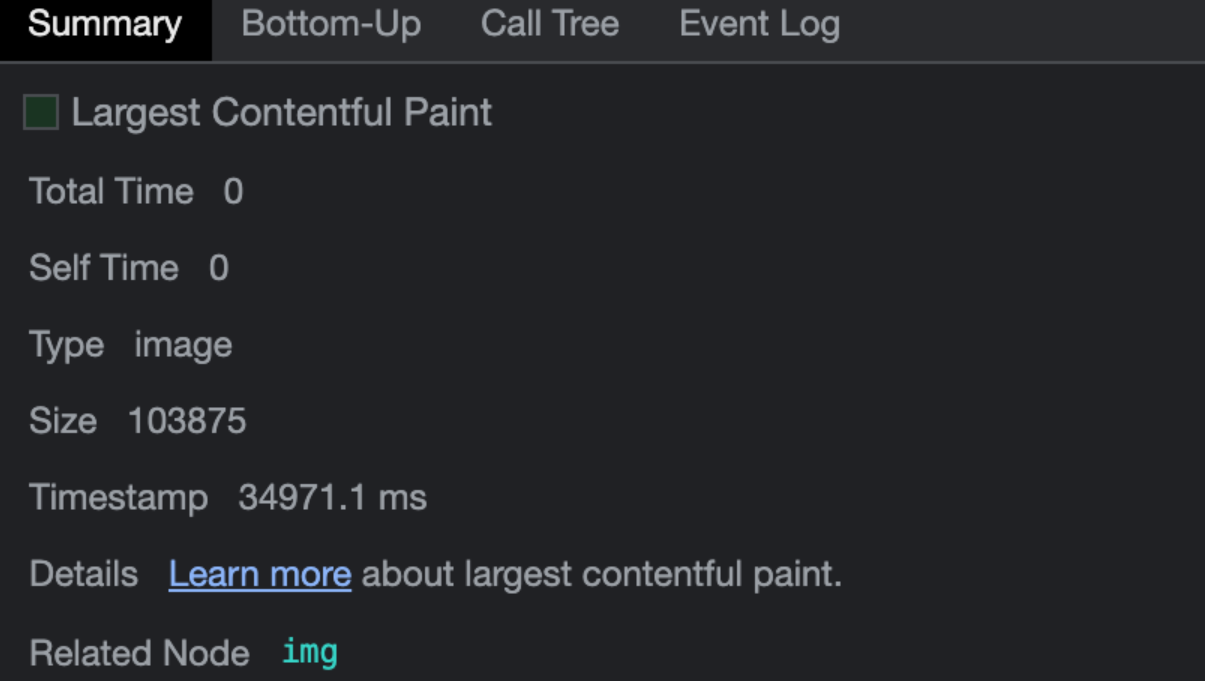 Summary Bottom-Up Call Tree Event Log
Largest Contentful Paint
Total Time 0
Self Time 0
Type image
Size 103875
Timestamp 34971.1 ms
Details Learn more about largest contentful paint.
Related Node img